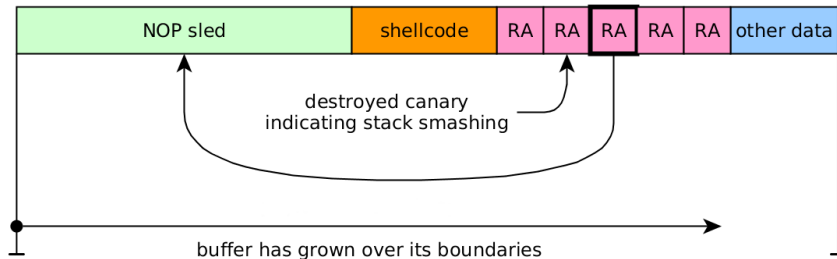 NOP sled shellcode RA RA RA RA RA other data
destroyed canary
indicating stack smashing
buffer has grown over its boundaries